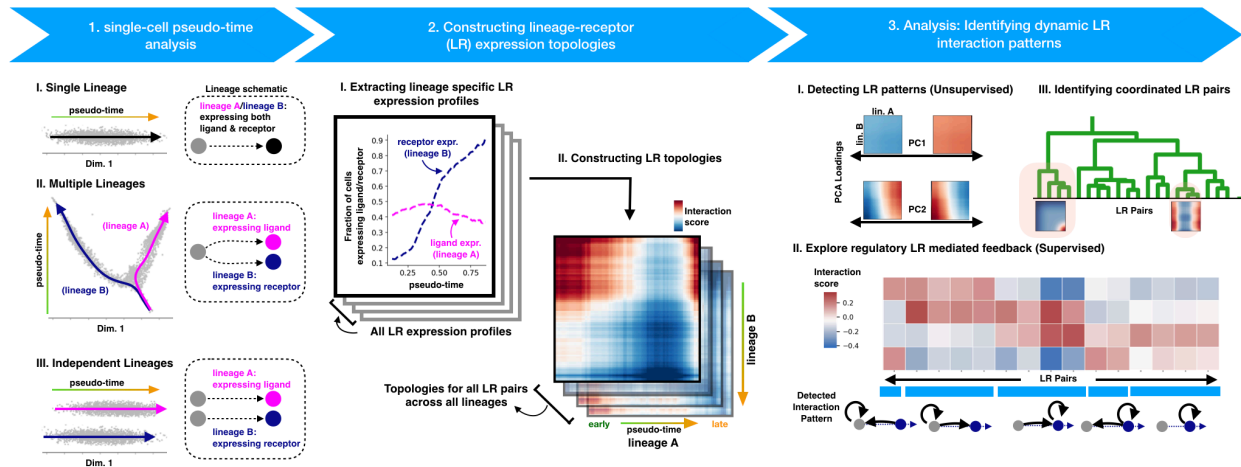 1. single-cell pseudo-time
analysis
2. Constructing lineage-receptor
(LR) expression topologies
3. Analysis: Identifying dynamic LR
interaction patterns
I. Single Lineage
pseudo-time
Dim. 1
Lineage schematic
lineage A/lineage B:
expressing both
ligand & receptor
II. Multiple Lineages
pseudo-time
(lineage A)
(lineage B)
Dim. 1
lineage A:
expressing ligand
lineage B:
expressing receptor
III. Independent Lineages
pseudo-time
Dim. 1
lineage A:
expressing ligand
lineage B:
expressing receptor
I. Extracting lineage specific LR
expression profiles
Fraction of cells
expressing ligand/receptor
0.9
0.8
0.7
0.6
0.5
0.4
0.3
0.2
0.1
receptor expr.
(lineage B)
ligand expr.
(lineage A)
0.25
0.50
0.75
pseudo-time
All LR expression profiles
II. Constructing LR topologies
Interaction
score
lineage B
Topologies for all LR pairs
across all lineages
early
pseudo-time
late
lineage A
I. Detecting LR patterns (Unsupervised)
lin. A
lin. B
PCA Loadings
PC1
PC2
III. Identifying coordinated LR pairs
LR Pairs
II. Explore regulatory LR mediated feedback (Supervised)
Interaction
score
0.2
0.0
−0.2
−0.4
LR Pairs
Detected
Interaction
Pattern